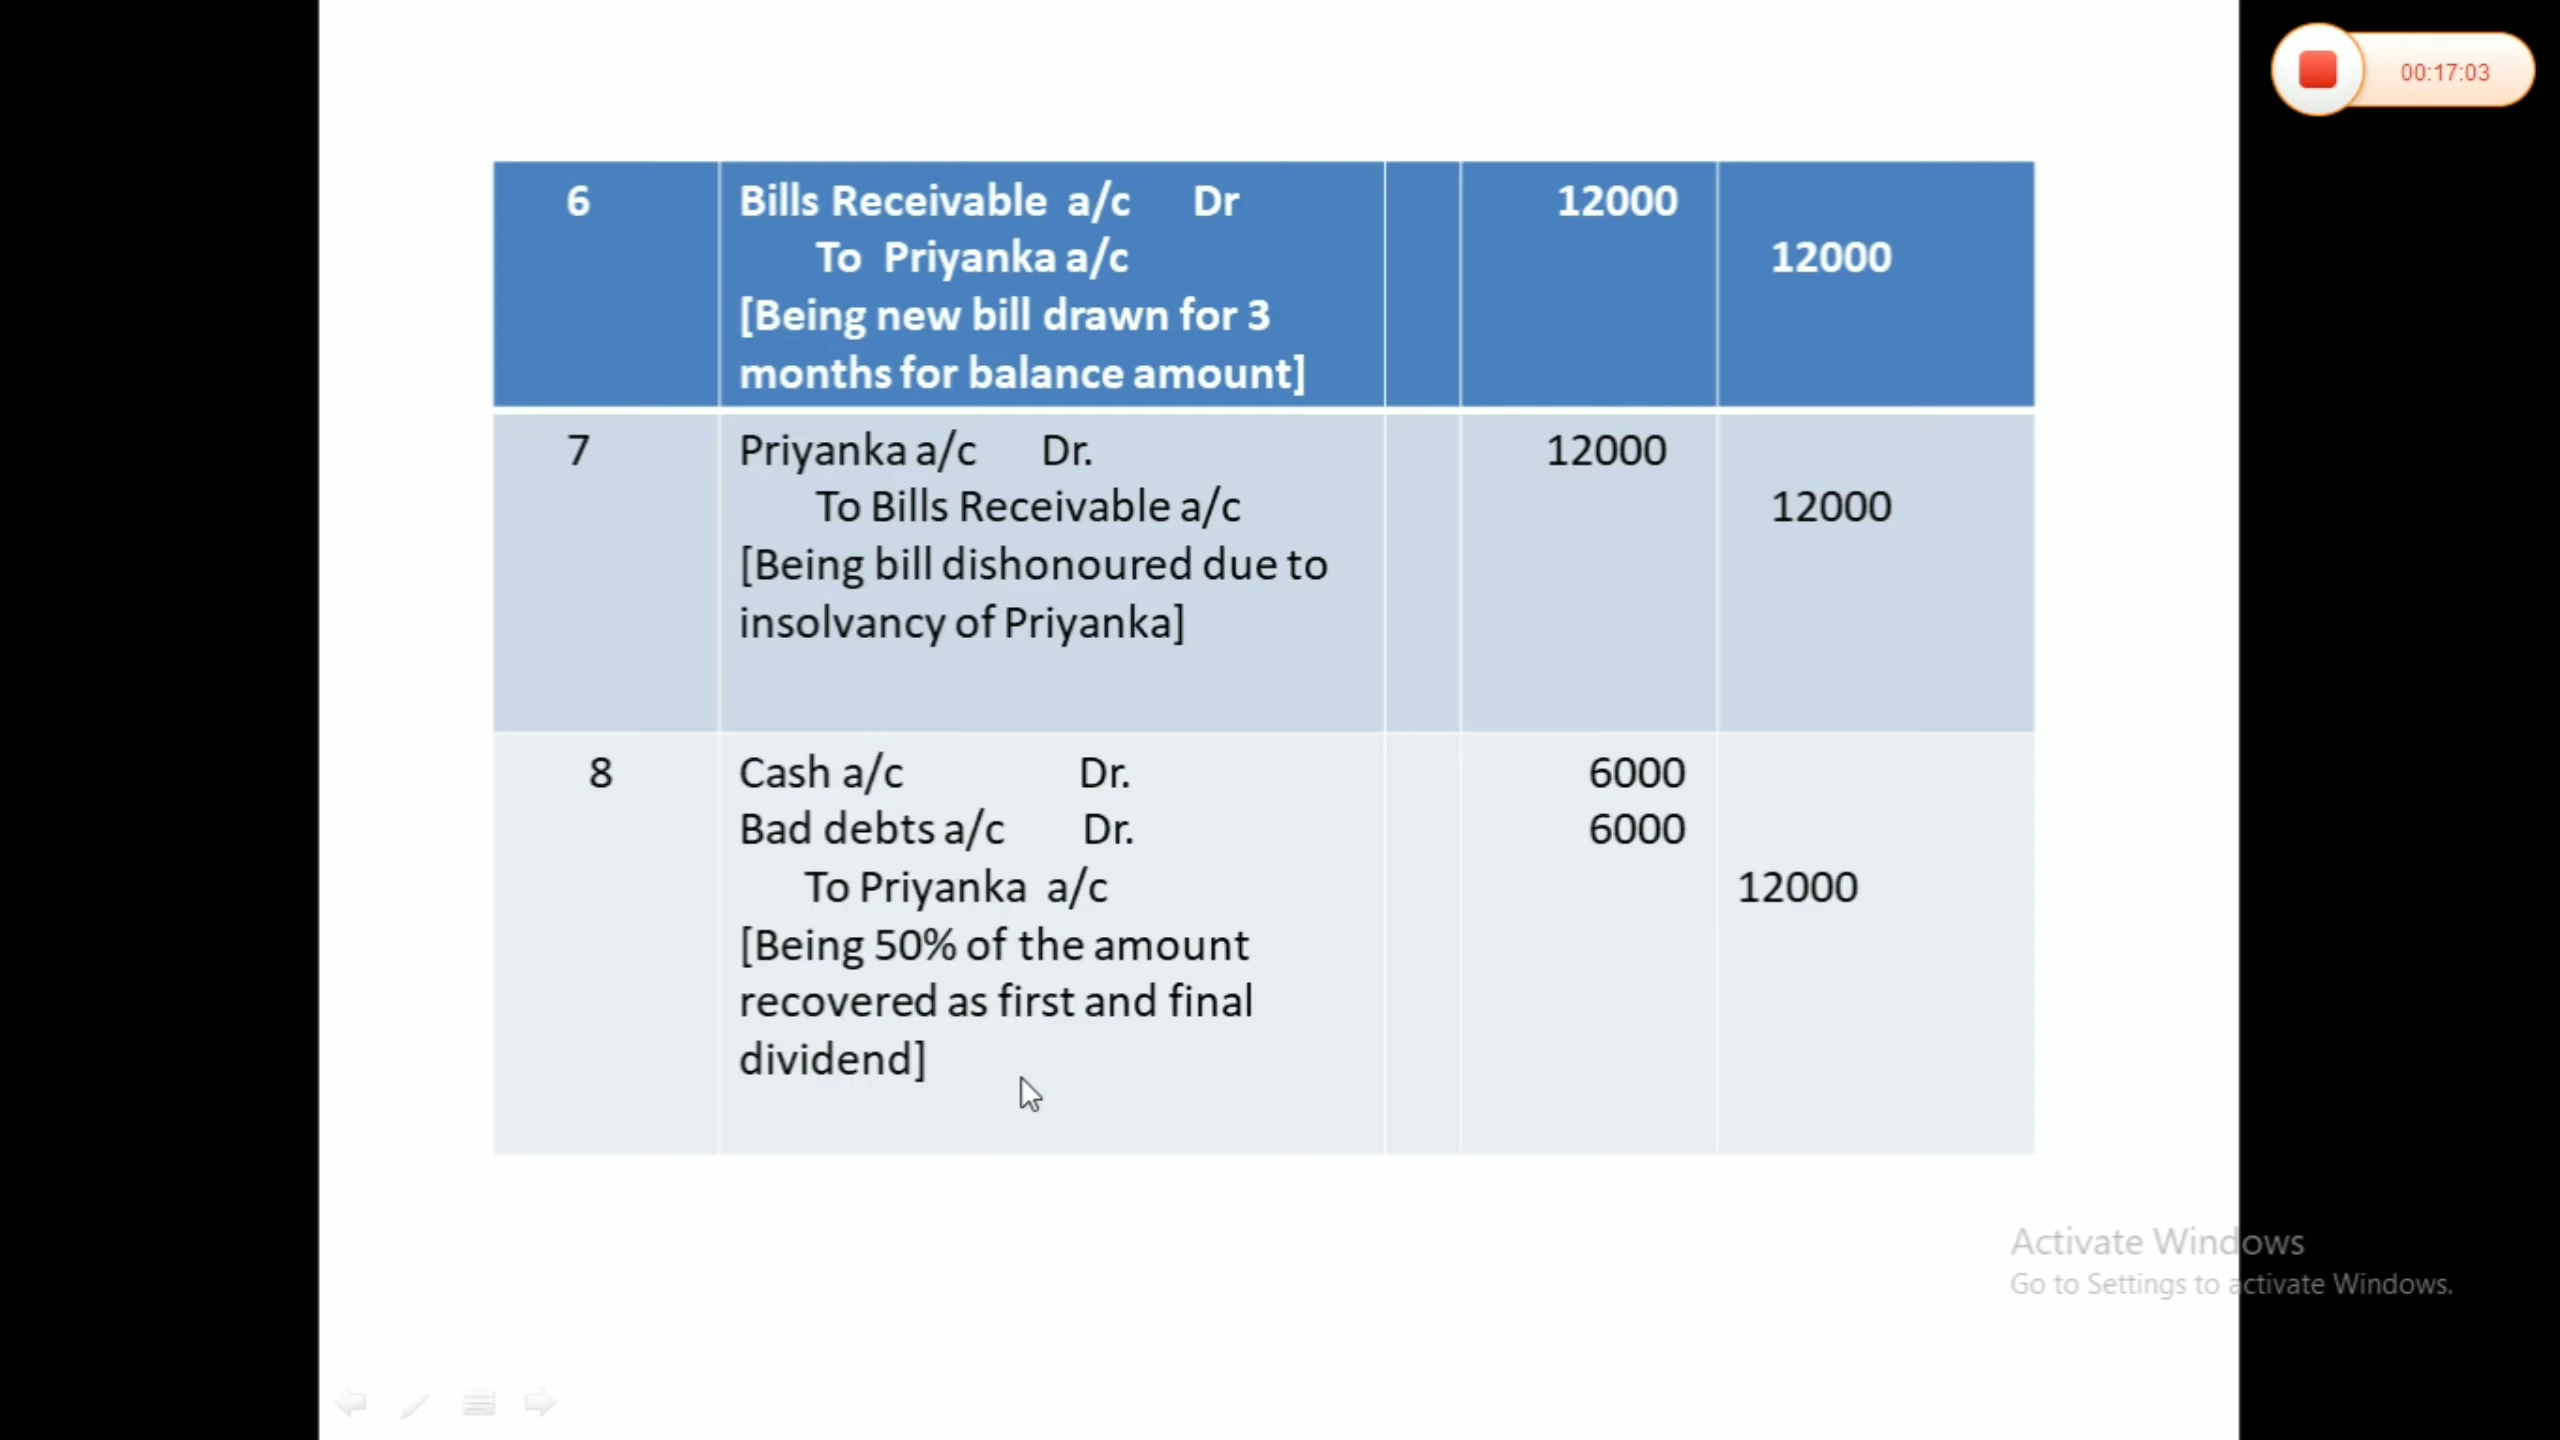 00:17:03
6 Bills Receivable a/c Dr 12000
To Priyanka a/c 12000
[Being new bill drawn for 3
months for balance amount]
7 Priyanka a/c Dr. 12000
To Bills Receivable a/c 12000
[Being bill dishonoured due to
insolvancy of Priyanka]
8 Cash a/c Dr. 6000
Bad debts a/c Dr. 6000
To Priyanka a/c 12000
[Being 50% of the amount
recovered as first and final
dividend]
Activate Windows
Go to Settings to activate Windows.